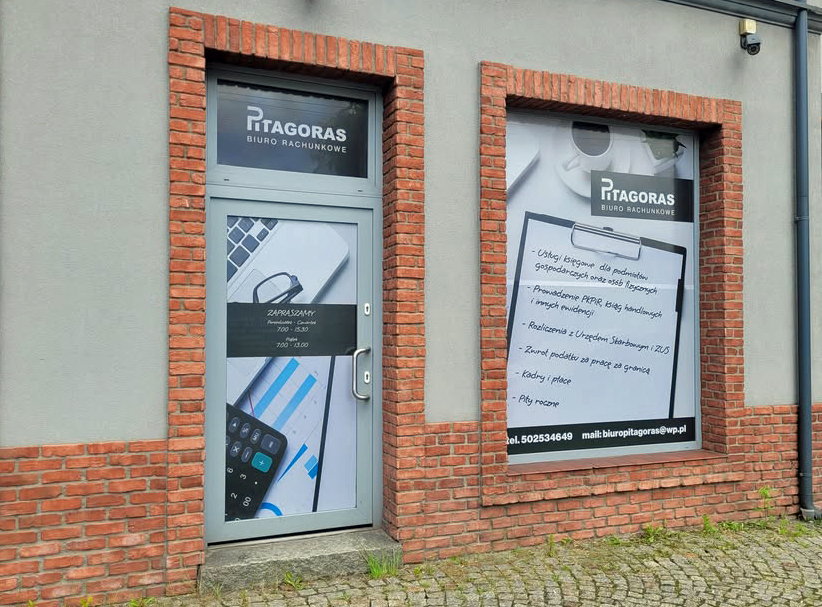 PITAGORAS
BIURO RACHUNKOWE
ZAPRASZAMY
Poniedziałek - Czwartek
7.00 - 15.30
Piątek
7.00 - 13.00
PITAGORAS
BIURO RACHUNKOWE
- Usługi księgowe dla podmiotów
gospodarczych oraz osób fizycznych
- Prowadzenie PKPiR, ksiąg handlowych
i innych ewidencji
- Rozliczenia z Urzędem Skarbowym i ZUS
- Zwrot podatku za pracę za granicą
- Kadry i płace
- Pity roczne
tel. 502534649 mail: biuropitagoras@wp.pl